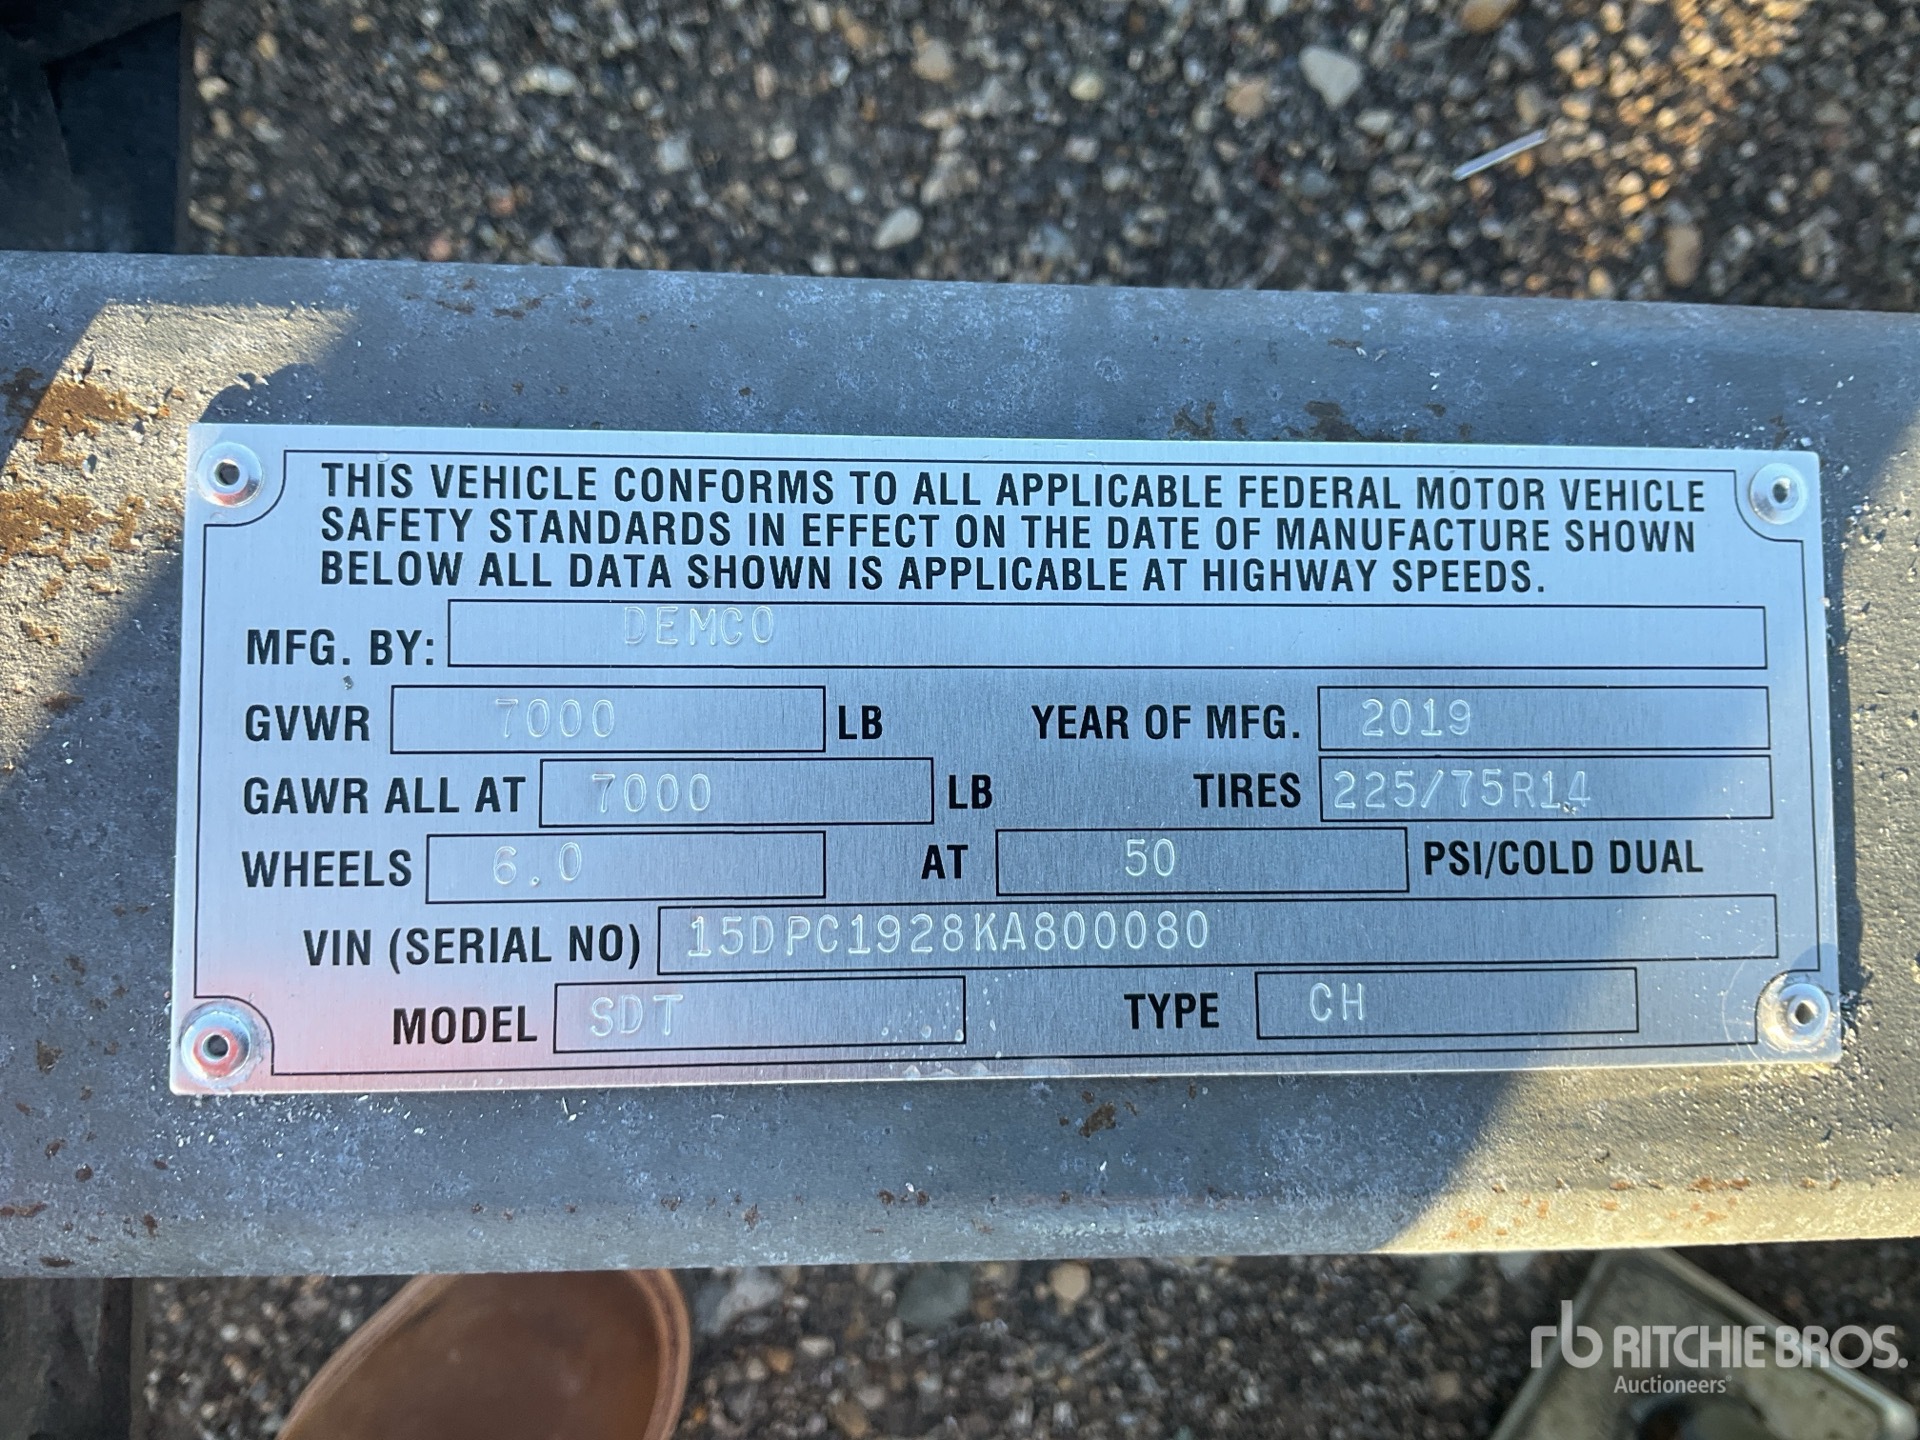 THIS VEHICLE CONFORMS TO ALL APPLICABLE FEDERAL MOTOR VEHICLE
SAFETY STANDARDS IN EFFECT ON THE DATE OF MANUFACTURE SHOWN
BELOW ALL DATA SHOWN IS APPLICABLE AT HIGHWAY SPEEDS.
MFG. BY: DEMCO
GVWR 7000 LB YEAR OF MFG. 2019
GAWR ALL AT 7000 LB TIRES 225/75R14
WHEELS 6.0 AT 50 PSI/COLD DUAL
VIN (SERIAL NO) 15DPC1928KA800080
MODEL SDT TYPE CH
rb RITCHIE BROS.
Auctioneers